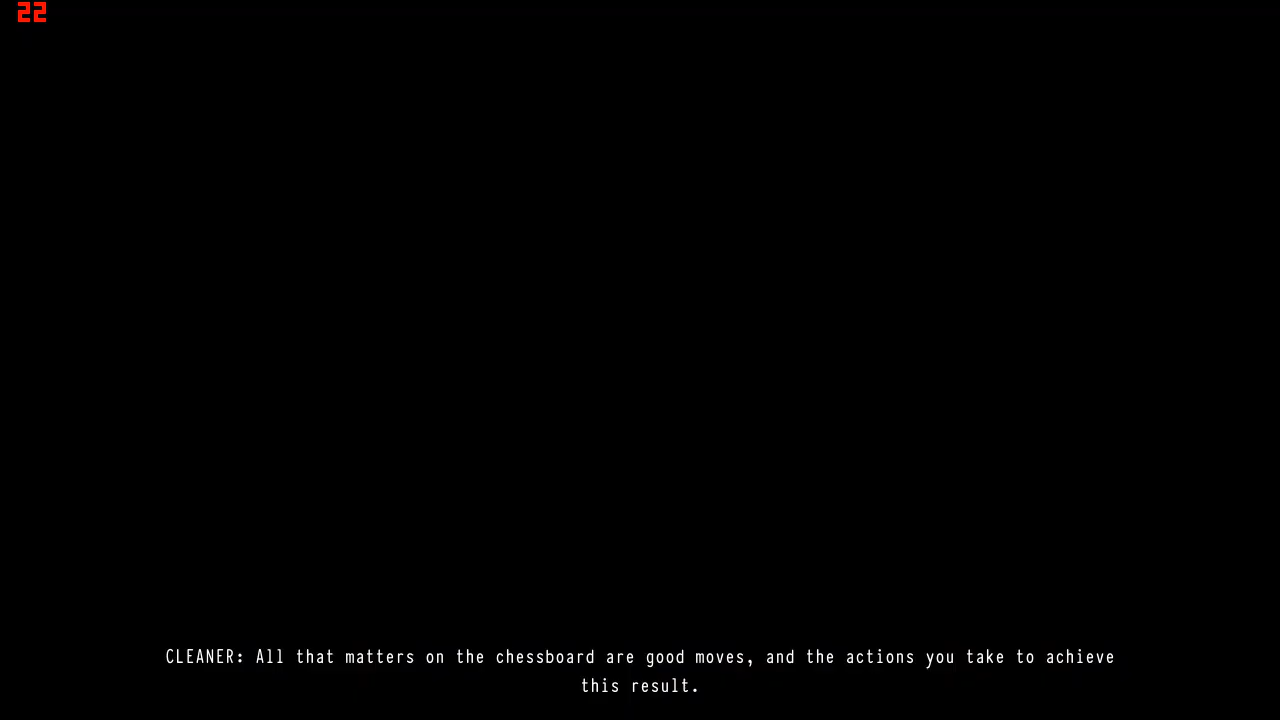 22
CLEANER: All that matters on the chessboard are good moves, and the actions you take to achieve
this result.